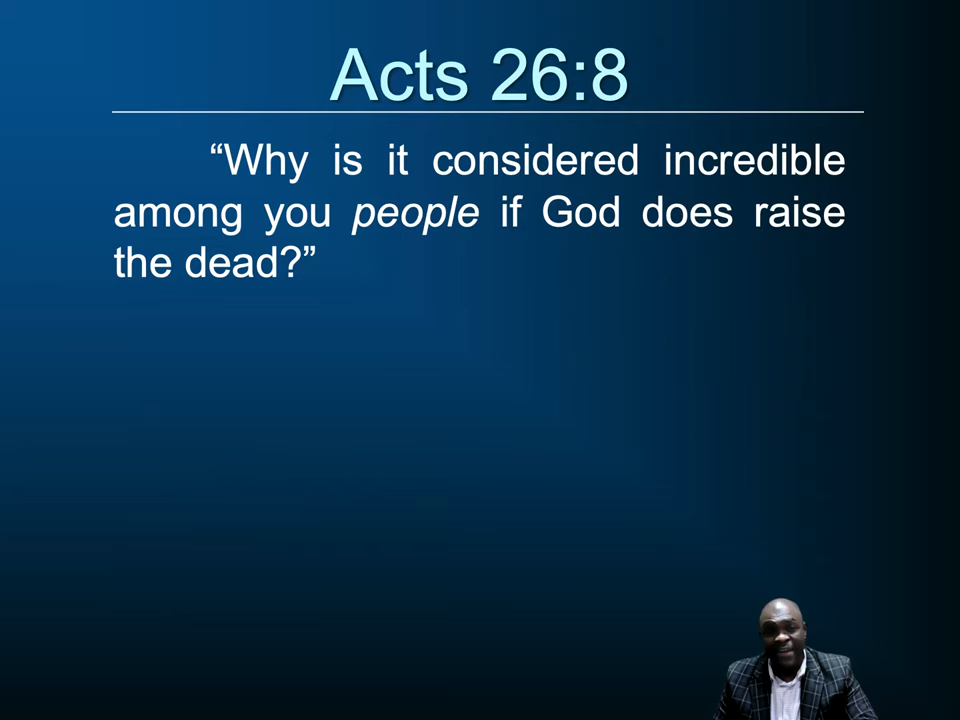 Acts 26:8
“Why is it considered incredible
among you people if God does raise
the dead?”